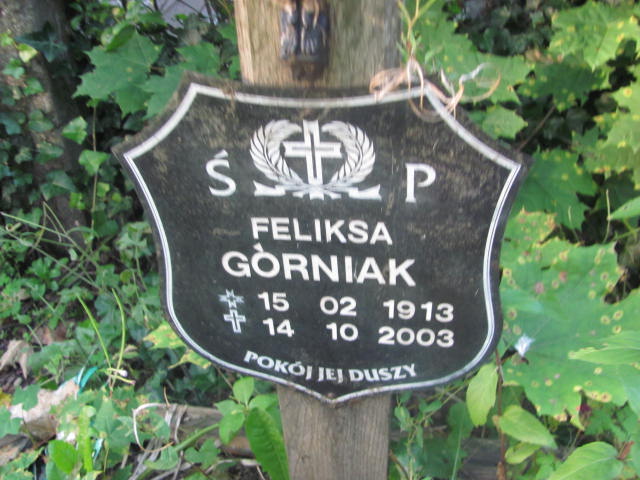 Ś P
FELIKSA
GÒRNIAK
15 02 1913
14 10 2003
POKÓJ JEJ DUSZY